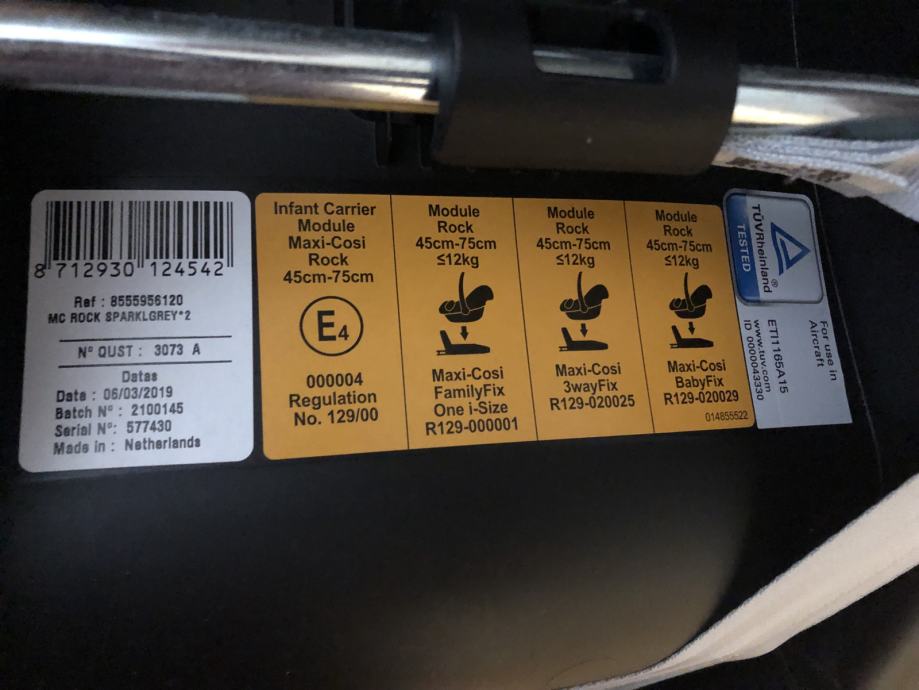 8 712930 124542
Ref : 8555956120
MC ROCK SPARKLGREY*2
N° QUST : 3073 A
Datas
Date : 06/03/2019
Batch N° : 2100145
Serial N°: 577430
Made in : Netherlands
Infant Carrier
Module
Maxi-Cosi
Rock
45cm-75cm
E4
000004
Regulation
No. 129/00
Module
Rock
45cm-75cm
≤12kg
Maxi-Cosi
FamilyFix
One i-Size
R129-000001
Module
Rock
45cm-75cm
≤12kg
Maxi-Cosi
3wayFix
R129-020025
Module
Rock
45cm-75cm
≤12kg
Maxi-Cosi
BabyFix
R129-020029
014855522
TÜVRheinland®
TESTED
For use in
Aircraft
ETI1165A15
www.tuv.com
ID 0000043330